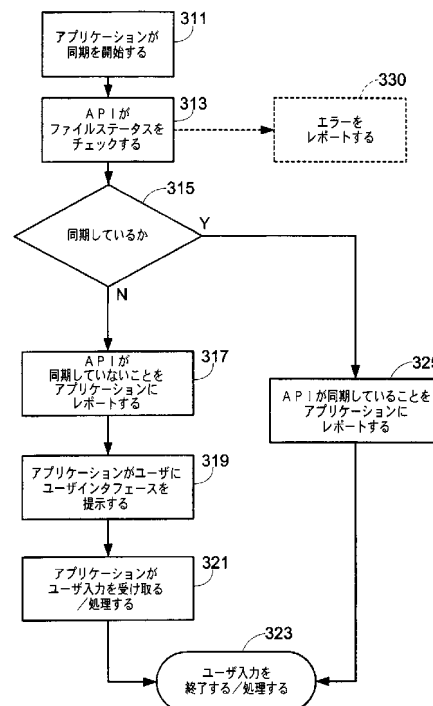 311
アプリケーションが
同期を開始する
313
APIが
ファイルステータスを
チェックする
330
エラーを
レポートする
315
同期しているか
Y
N
317
APIが
同期していないことを
アプリケーションに
レポートする
325
APIが同期していることを
アプリケーションに
レポートする
319
アプリケーションがユーザに
ユーザインタフェースを
提示する
321
アプリケーションが
ユーザ入力を受け取る
/処理する
323
ユーザ入力を
終了する/処理する